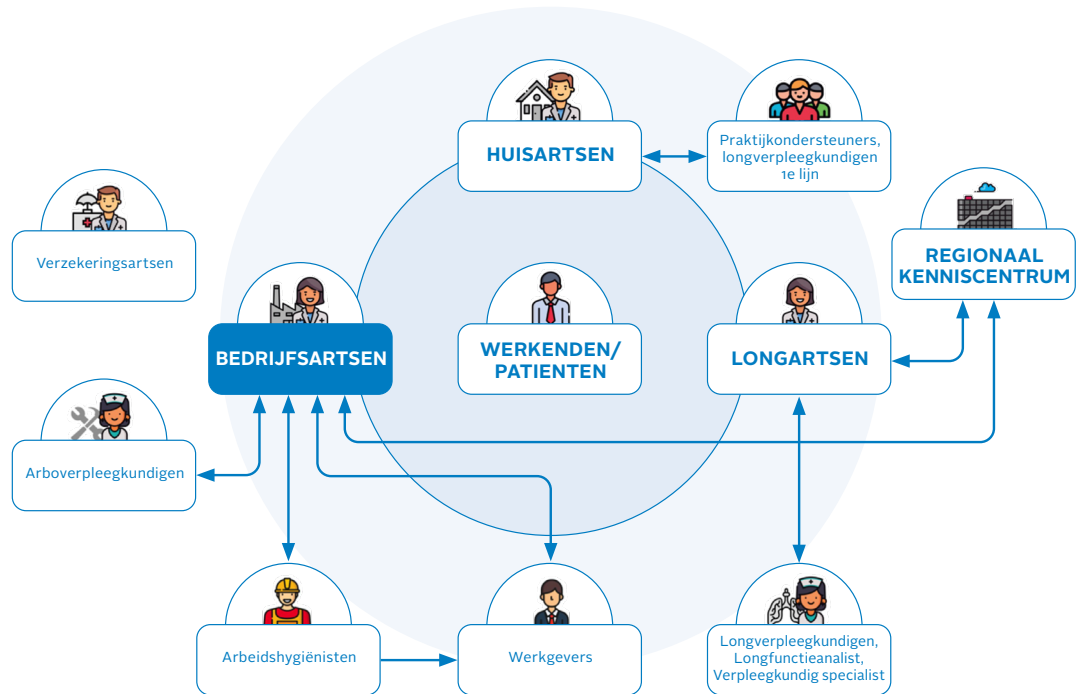 HUISARTSEN
Praktijkondersteuners,
longverpleegkundigen
1e lijn
Verzekeringsartsen
REGIONAAL
KENNISCENTRUM
BEDRIJFSARTSEN
WERKENDEN/
PATIENTEN
LONGARTSEN
Arboverpleegkundigen
Arbeidshygiënisten
Werkgevers
Longverpleegkundigen,
Longfunctieanalist,
Verpleegkundig specialist